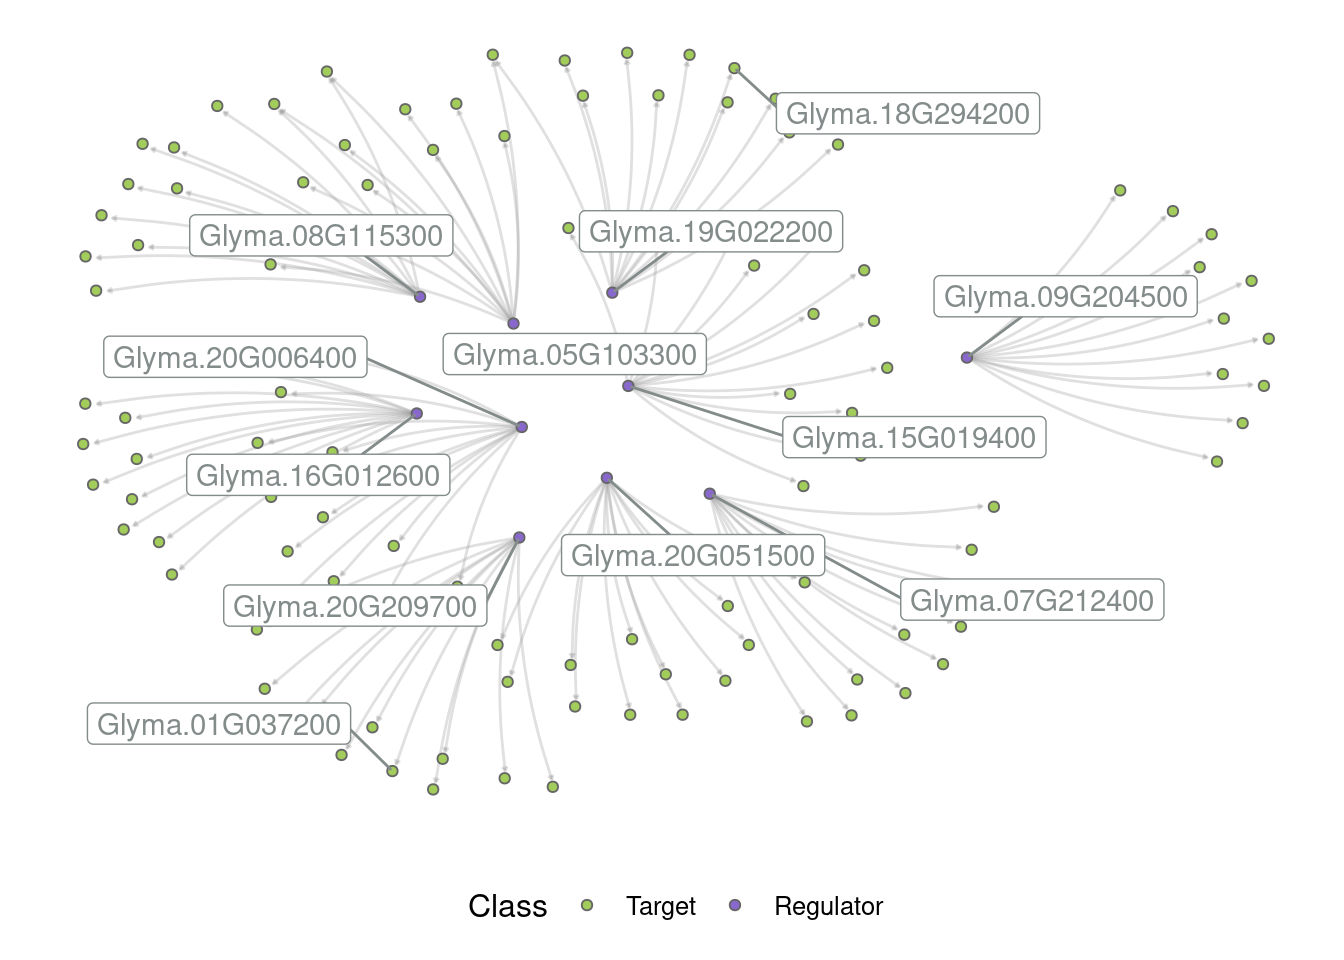 Glyma.18G294200
Glyma.08G115300
Glyma.19G022200
Glyma.09G204500
Glyma.20G006400
Glyma.05G103300
Glyma.15G019400
Glyma.16G012600
Glyma.20G051500
Glyma.07G212400
Glyma.20G209700
Glyma.01G037200
Class Target Regulator